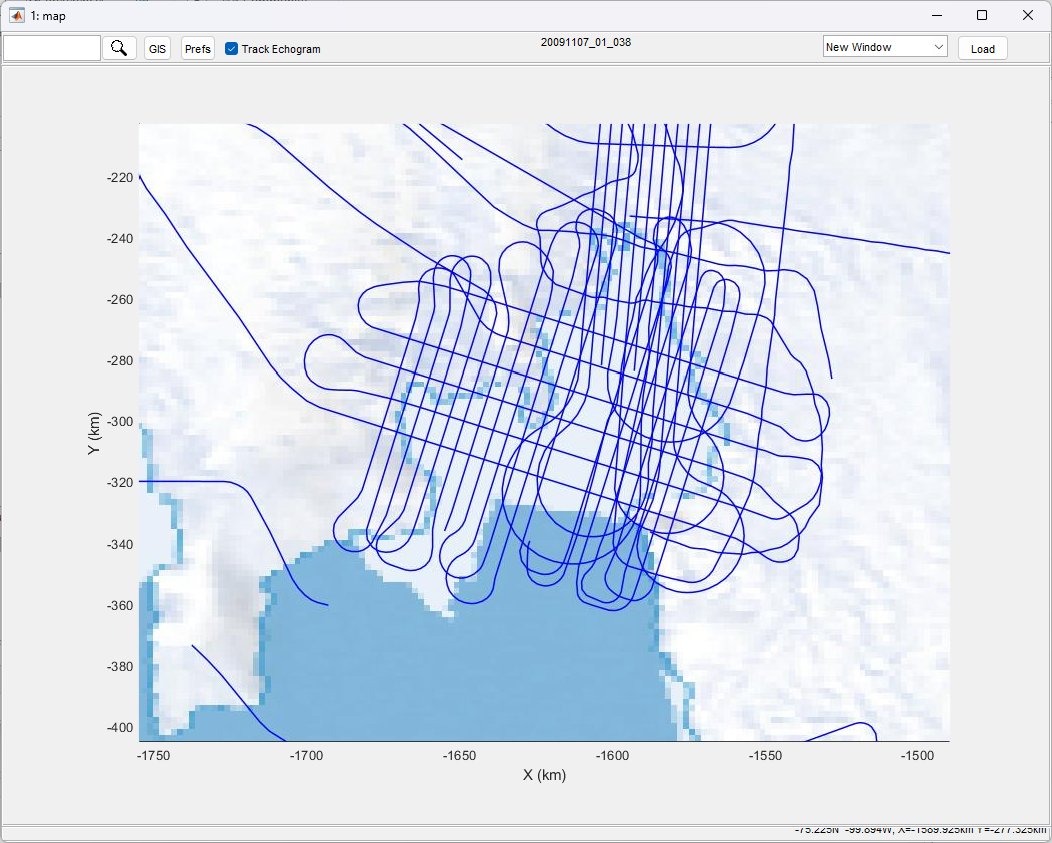 1: map
GIS
Prefs
Track Echogram
20091107_01_038
New Window
Load
-220
-240
-260
-280
-300
-320
-340
-360
-380
-400
Y (km)
-1750
-1700
-1650
-1600
-1550
-1500
X (km)
-75.225N -99.894W, X=-1589.925km Y=-277.325km